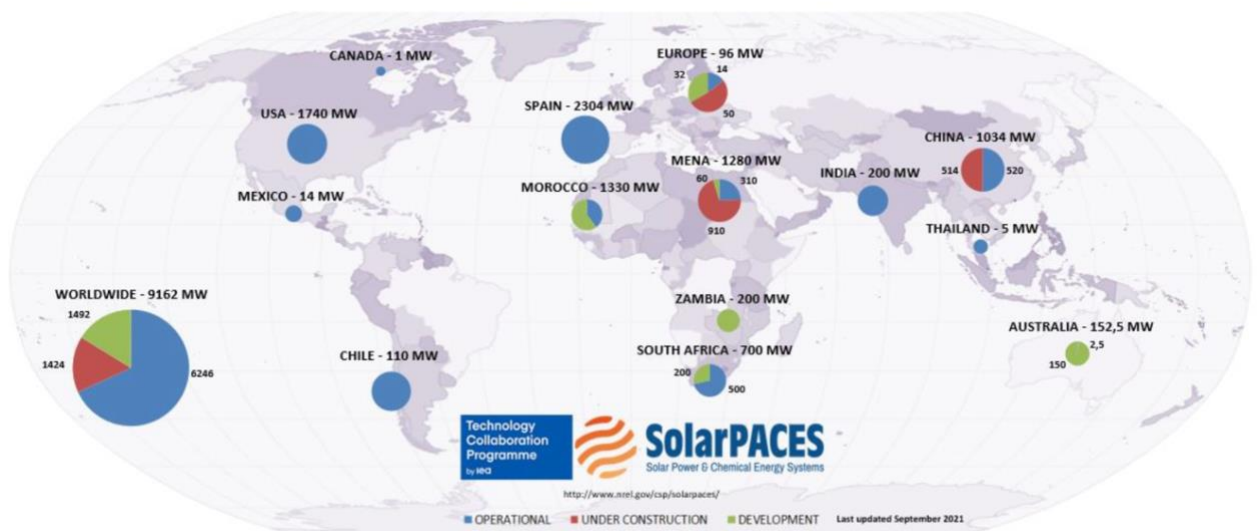 CANADA - 1 MW
EUROPE - 96 MW
32
14
50
USA - 1740 MW
SPAIN - 2304 MW
CHINA - 1034 MW
514
520
MENA - 1280 MW
60
310
910
INDIA - 200 MW
MOROCCO - 1330 MW
MEXICO - 14 MW
THAILAND - 5 MW
WORLDWIDE - 9162 MW
1492
1424
6246
ZAMBIA - 200 MW
AUSTRALIA - 152,5 MW
2,5
150
CHILE - 110 MW
SOUTH AFRICA - 700 MW
200
500
Technology
Collaboration
Programme
by iea
SolarPACES
Solar Power & Chemical Energy Systems
http://www.nrel.gov/csp/solarpaces/
OPERATIONAL UNDER CONSTRUCTION DEVELOPMENT Last updated September 2021